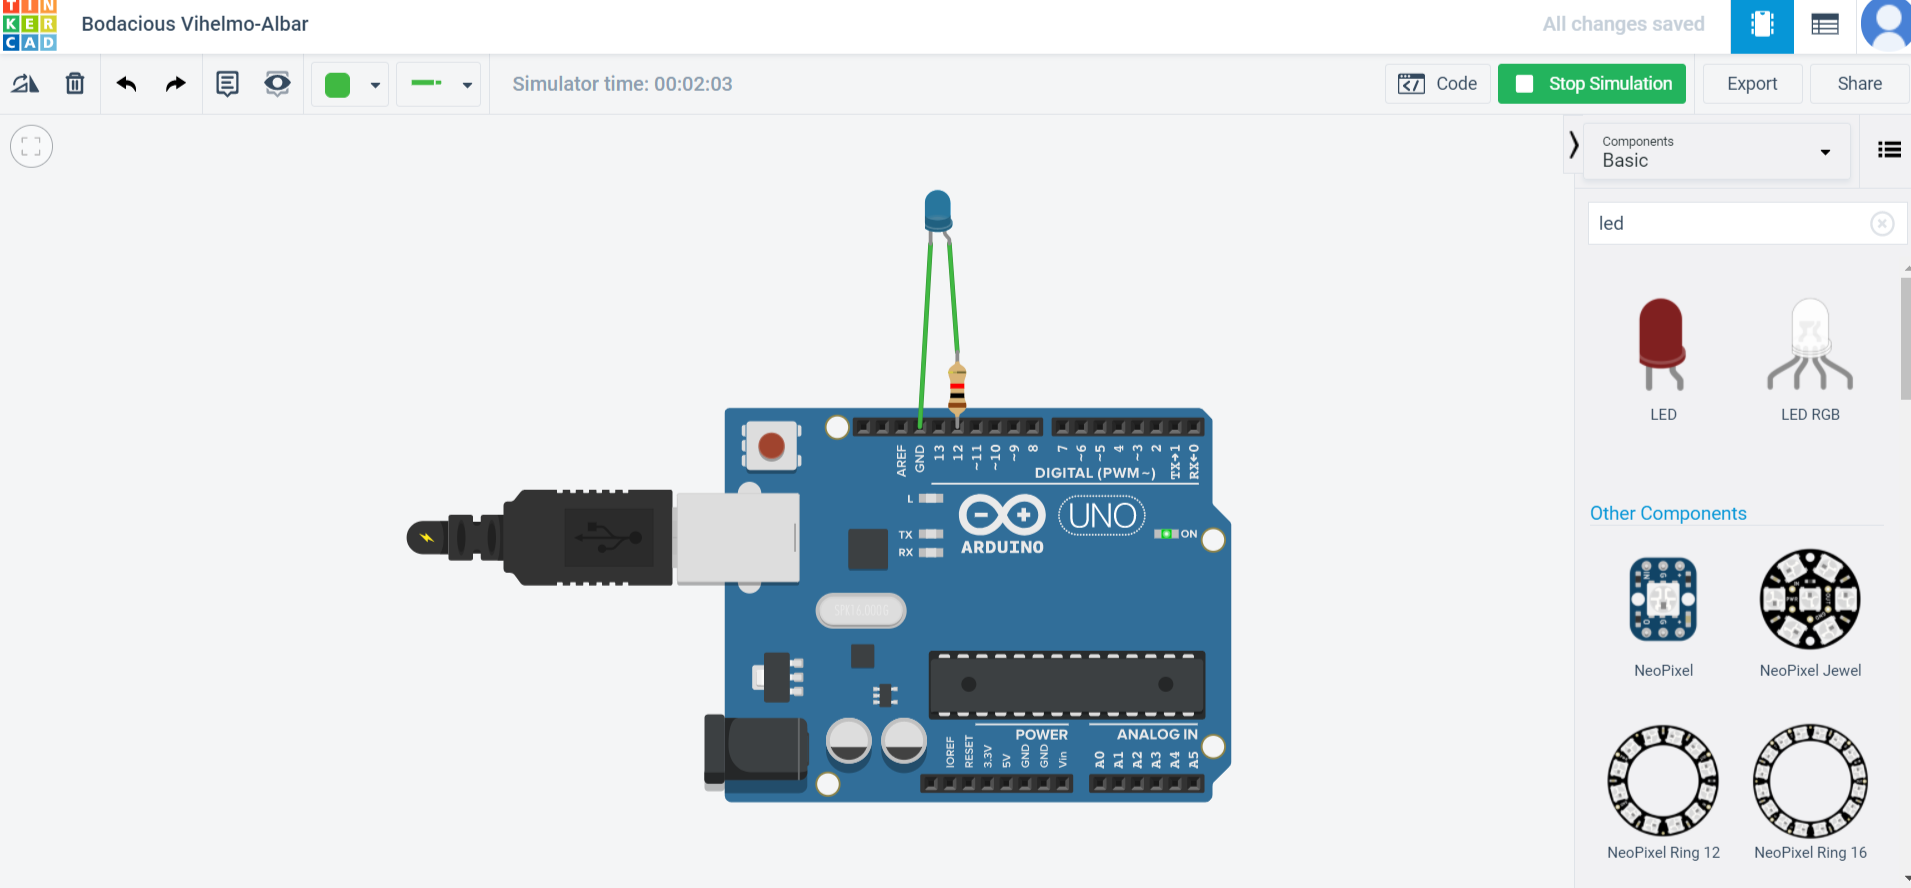 TIN
KER
CAD
Bodacious Vihelmo-Albar
All changes saved
Simulator time: 00:02:03
Code
Stop Simulation
Export
Share
Components
Basic
led
LED
LED RGB
Other Components
NeoPixel
NeoPixel Jewel
NeoPixel Ring 12
NeoPixel Ring 16
AREF
GND
13
12
~11
~10
~9
8
7
~6
~5
4
~3
2
TX→1
RX←0
DIGITAL (PWM~)
L
TX
RX
UNO
ARDUINO
ON
SPK16.000G
POWER
ANALOG IN
IOREF
RESET
3.3V
5V
GND
GND
Vin
A0
A1
A2
A3
A4
A5